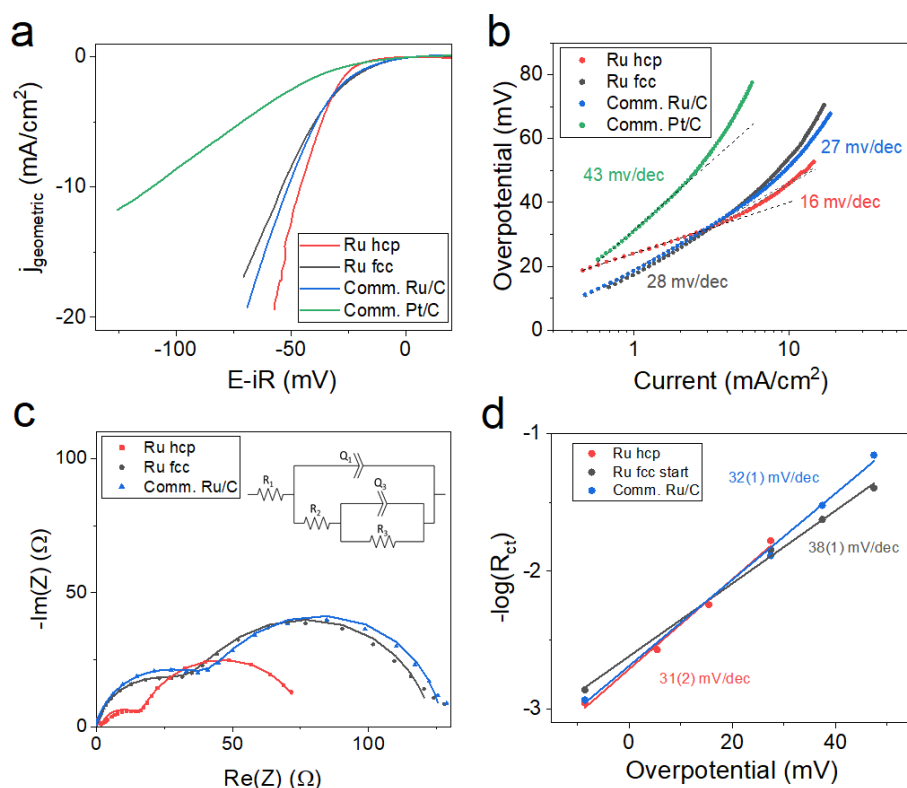 a
j_geometric (mA/cm²)
0
-10
-20
-100
-50
0
E-iR (mV)
Ru hcp
Ru fcc
Comm. Ru/C
Comm. Pt/C
b
Overpotential (mV)
80
60
40
20
0
1
10
Current (mA/cm²)
Ru hcp
Ru fcc
Comm. Ru/C
Comm. Pt/C
43 mv/dec
27 mv/dec
16 mv/dec
28 mv/dec
c
-Im(Z) (Ω)
100
50
0
0
50
100
Re(Z) (Ω)
Ru hcp
Ru fcc
Comm. Ru/C
Q₁
R₁
Q₃
R₂
R₃
d
-log(R_ct)
-1
-2
-3
0
20
40
60
Overpotential (mV)
Ru hcp
Ru fcc start
Comm. Ru/C
32(1) mV/dec
38(1) mV/dec
31(2) mV/dec